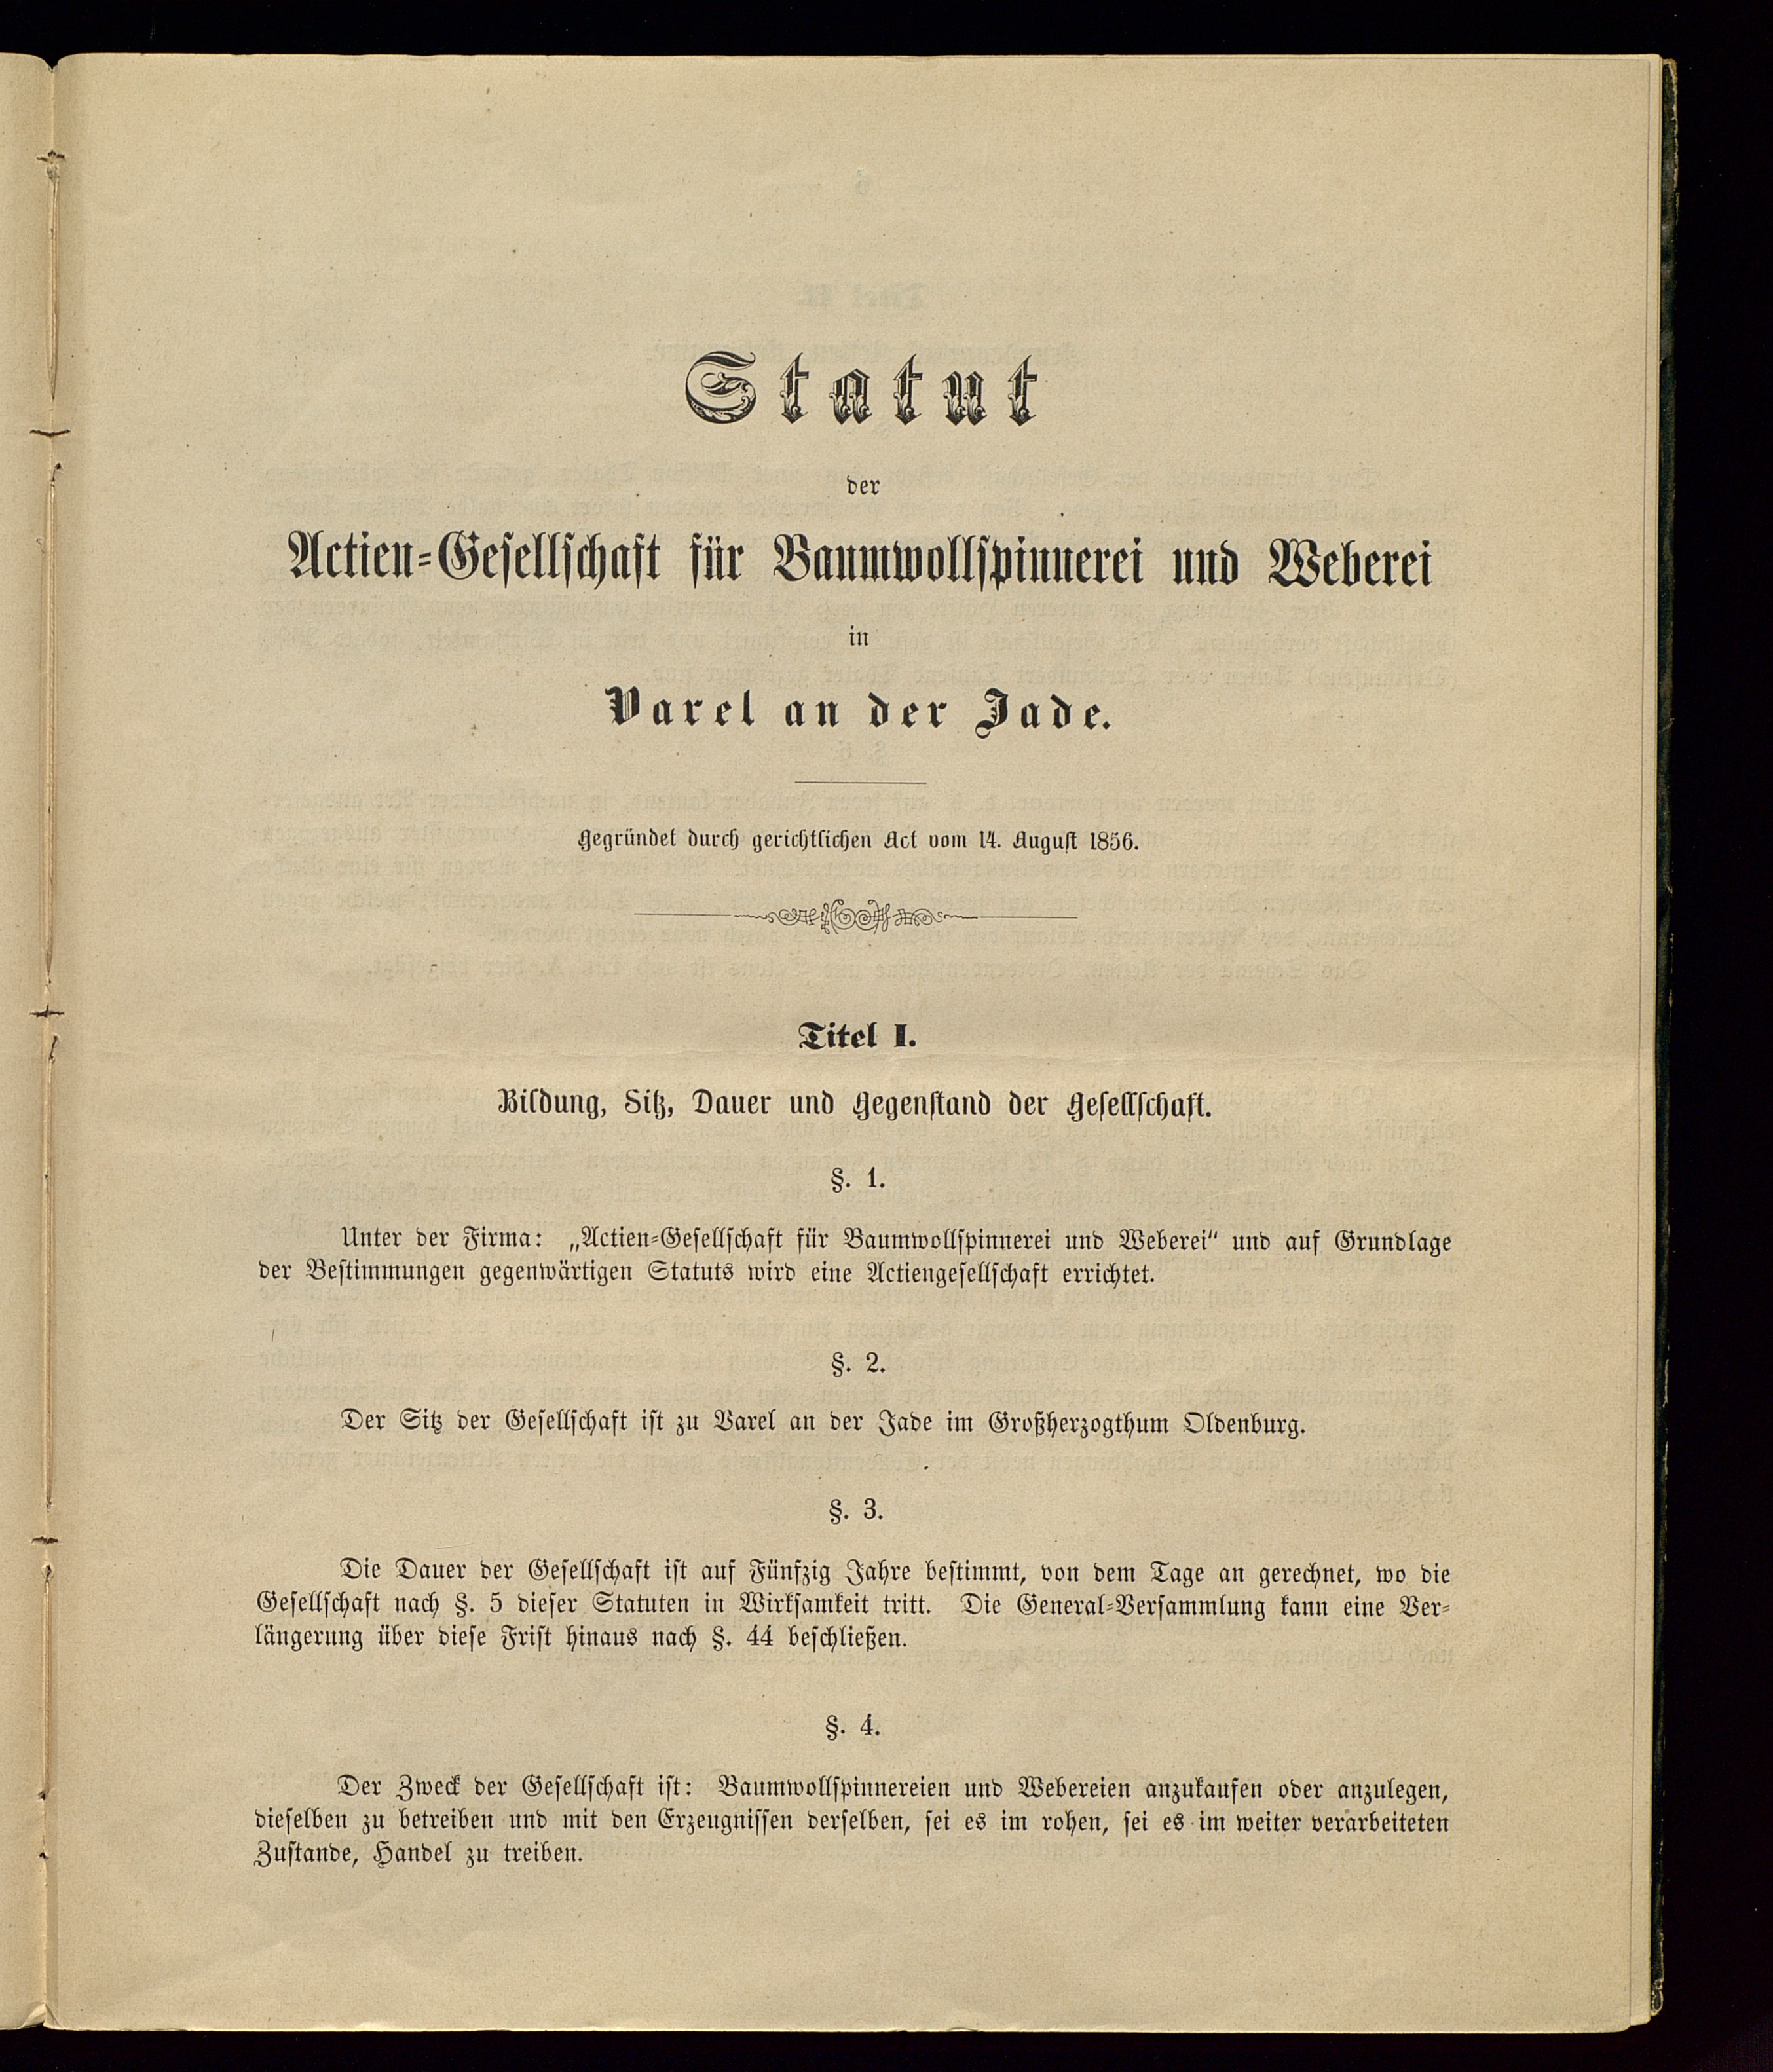 Statut
der
Actien-Gesellschaft für Baumwollspinnerei und Weberei
in
Varel an der Jade.
Gegründet durch gerichtlichen Act vom 14. August 1856.
Titel I.
Bildung, Sitz, Dauer und Gegenstand der Gesellschaft.
§. 1.
Unter der Firma: „Actien-Gesellschaft für Baumwollspinnerei und Weberei“ und auf Grundlage
der Bestimmungen gegenwärtigen Statuts wird eine Actiengesellschaft errichtet.
§. 2.
Der Sitz der Gesellschaft ist zu Varel an der Jade im Großherzogthum Oldenburg.
§. 3.
Die Dauer der Gesellschaft ist auf Fünfzig Jahre bestimmt, von dem Tage an gerechnet, wo die
Gesellschaft nach §. 5 dieser Statuten in Wirksamkeit tritt. Die General-Versammlung kann eine Ver-
längerung über diese Frist hinaus nach §. 44 beschließen.
§. 4.
Der Zweck der Gesellschaft ist: Baumwollspinnereien und Webereien anzukaufen oder anzulegen,
dieselben zu betreiben und mit den Erzeugnissen derselben, sei es im rohen, sei es im weiter verarbeiteten
Zustande, Handel zu treiben.